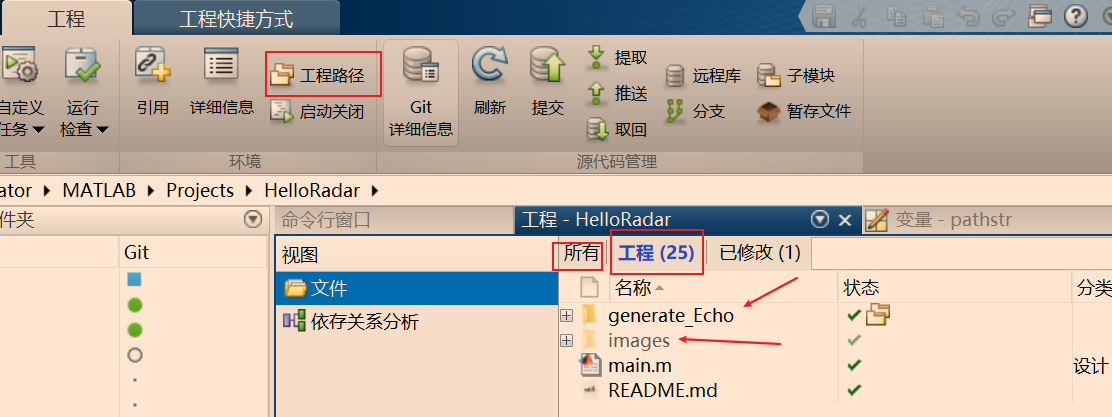 工程 工程快捷方式
工程路径 提取
远程库 子模块
自定义 运行 引用 详细信息 Git 刷新 提交 推送
启动关闭 分支 暂存文件
任务 检查 详细信息 取回
工具 环境 源代码管理
ator MATLAB Projects HelloRadar
件夹 命令行窗口 工程 - HelloRadar 变量 - pathstr
Git 视图 所有 工程 (25) 已修改 (1)
文件 名称 状态 分类
依存关系分析 generate_Echo
images
main.m 设计
README.md